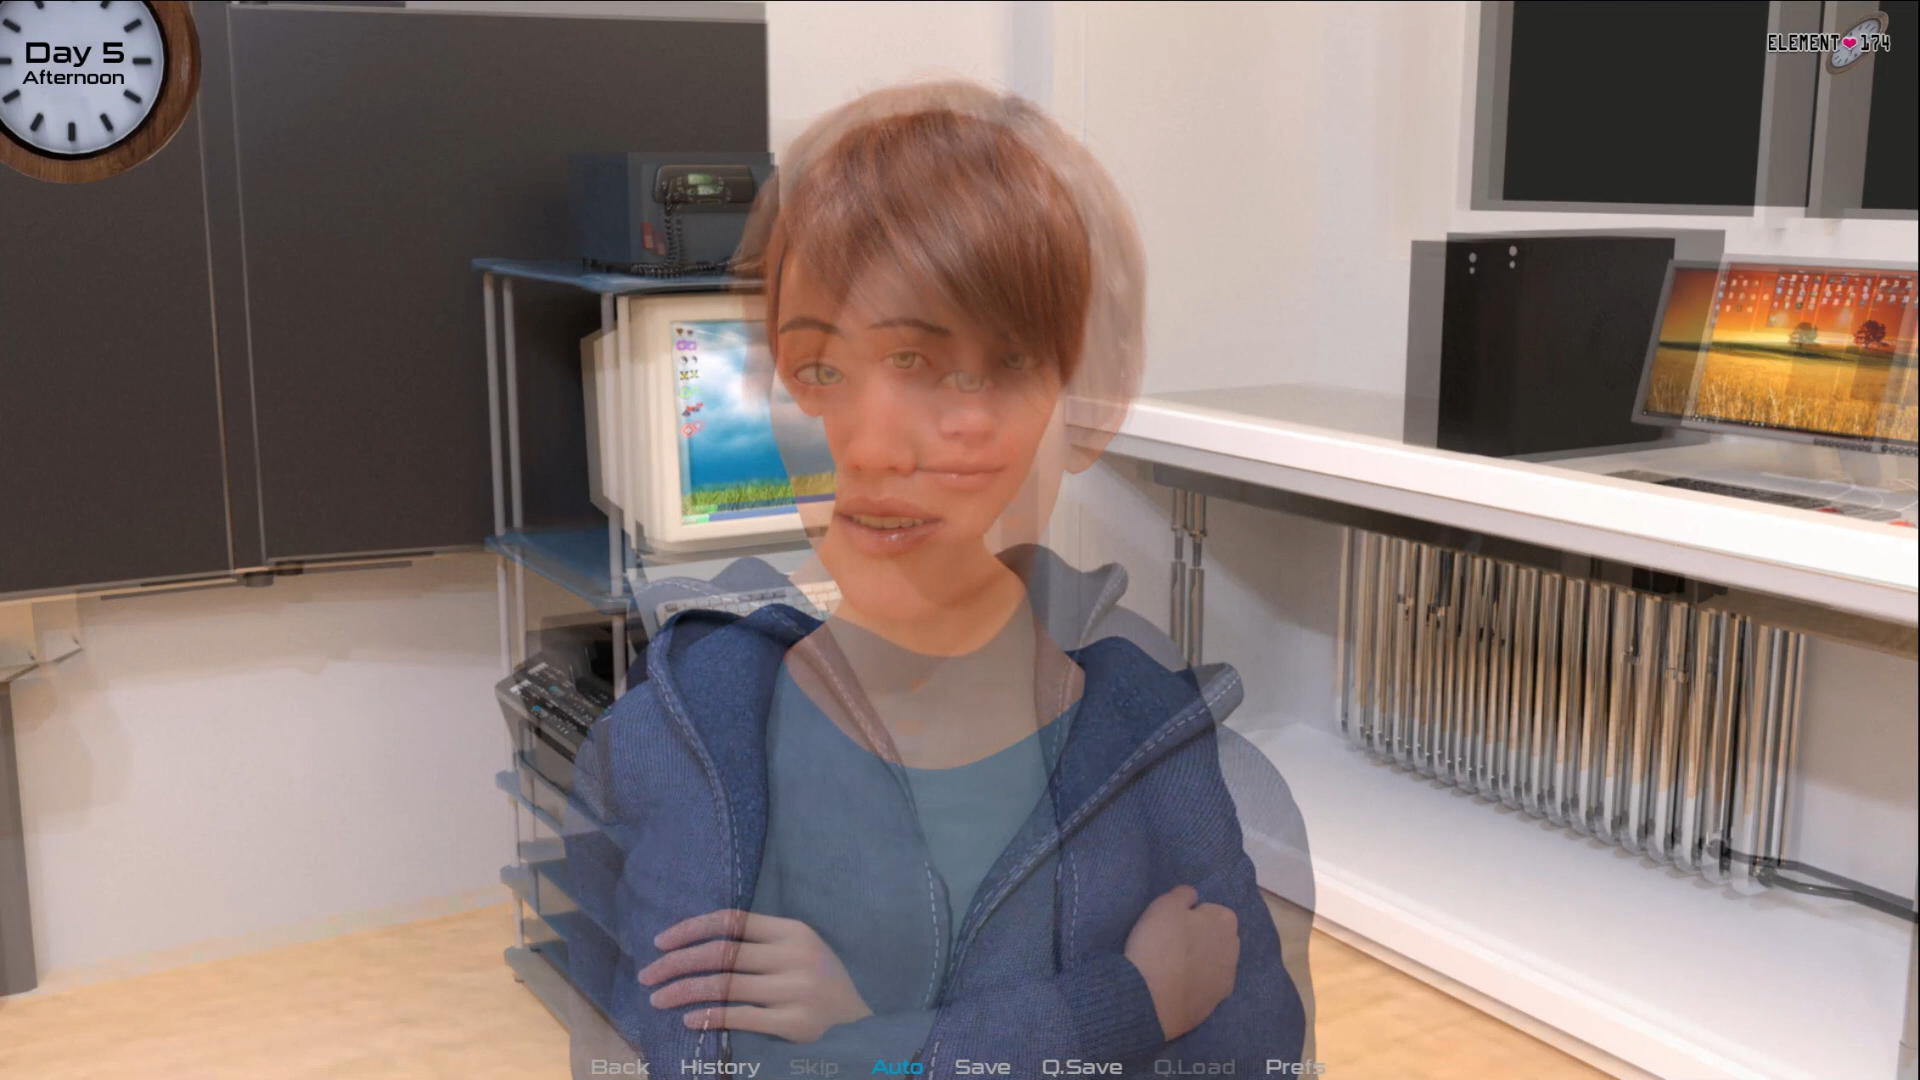 Day 5
Afternoon
ELEMENT 174
Back History Skip Auto Save Q.Save Q.Load Prefs